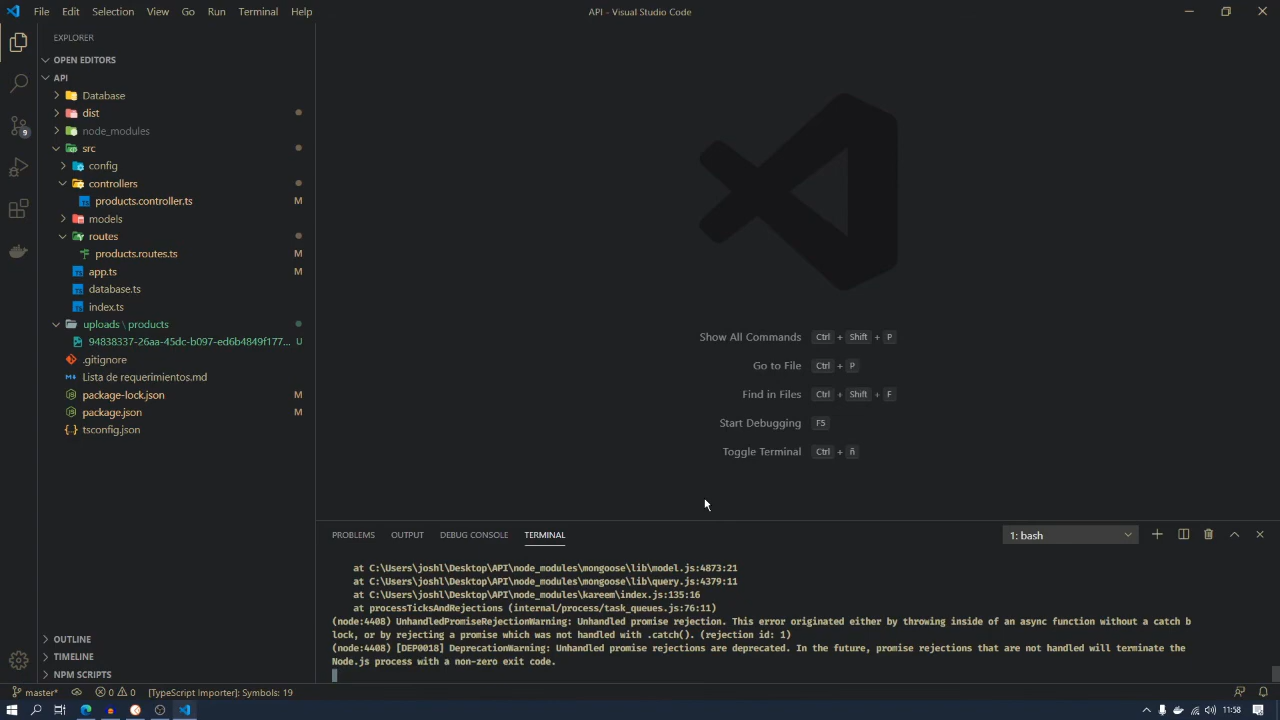 File Edit Selection View Go Run Terminal Help
API - Visual Studio Code
EXPLORER
OPEN EDITORS
API
Database
dist
node_modules
src
config
controllers
products.controller.ts M
models
routes
products.routes.ts M
app.ts M
database.ts
index.ts
uploads \ products
94838337-26aa-45dc-b097-ed6b4849f177... U
.gitignore
Lista de requerimientos.md
package-lock.json M
package.json M
tsconfig.json
OUTLINE
TIMELINE
NPM SCRIPTS
9
Show All Commands Ctrl + Shift + P
Go to File Ctrl + P
Find in Files Ctrl + Shift + F
Start Debugging F5
Toggle Terminal Ctrl + ñ
PROBLEMS OUTPUT DEBUG CONSOLE TERMINAL
1: bash
at C:\Users\joshl\Desktop\API\node_modules\mongoose\lib\model.js:4873:21
at C:\Users\joshl\Desktop\API\node_modules\mongoose\lib\query.js:4379:11
at C:\Users\joshl\Desktop\API\node_modules\kareem\index.js:135:16
at processTicksAndRejections (internal/process/task_queues.js:76:11)
(node:4408) UnhandledPromiseRejectionWarning: Unhandled promise rejection. This error originated either by throwing inside of an async function without a catch b
lock, or by rejecting a promise which was not handled with .catch(). (rejection id: 1)
(node:4408) [DEP0018] DeprecationWarning: Unhandled promise rejections are deprecated. In the future, promise rejections that are not handled will terminate the
Node.js process with a non-zero exit code.
master* 0 0 [TypeScript Importer]: Symbols: 19
11:58